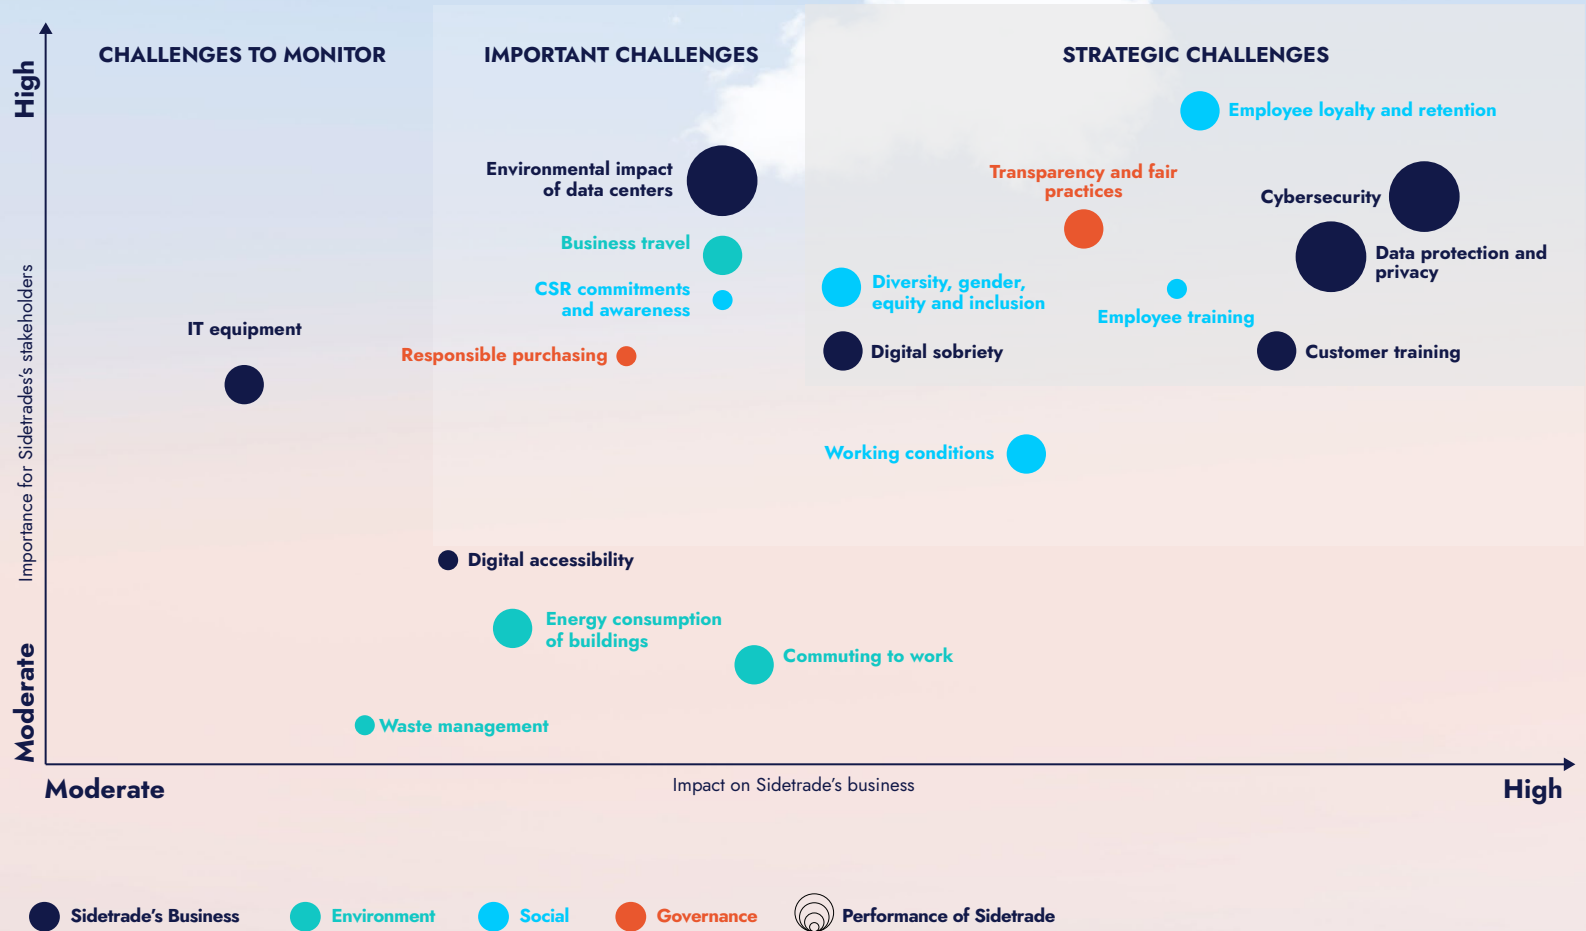 CHALLENGES TO MONITOR
IMPORTANT CHALLENGES
STRATEGIC CHALLENGES
High
Importance for Sidetrades's stakeholders
Moderate
Employee loyalty and retention
Environmental impact
of data centers
Transparency and fair
practices
Cybersecurity
Business travel
Data protection and
privacy
CSR commitments
and awareness
Diversity, gender,
equity and inclusion
Employee training
IT equipment
Responsible purchasing
Digital sobriety
Customer training
Working conditions
Digital accessibility
Energy consumption
of buildings
Commuting to work
Waste management
Moderate
Impact on Sidetrade's business
High
Sidetrade's Business
Environment
Social
Governance
Performance of Sidetrade